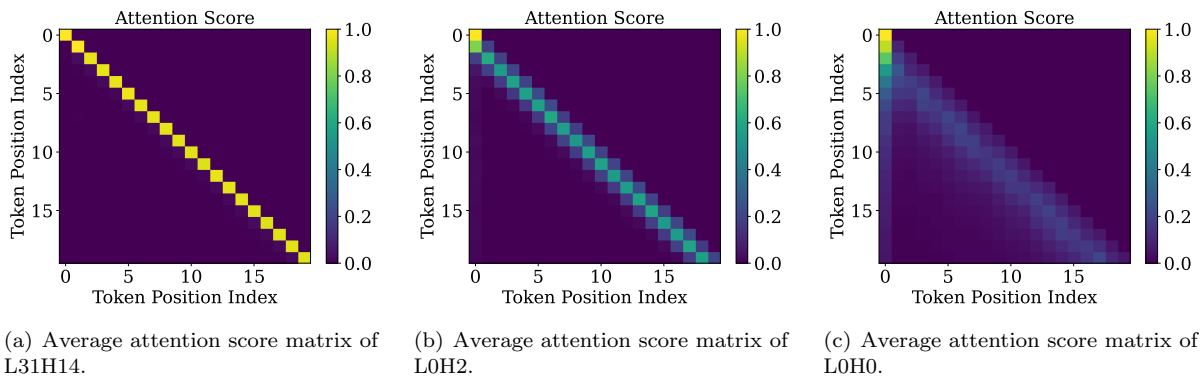 Attention Score
0
5
10
15
Token Position Index
0
5
10
15
Token Position Index
1.0
0.8
0.6
0.4
0.2
0.0
(a) Average attention score matrix of
L31H14.
Attention Score
0
5
10
15
Token Position Index
0
5
10
15
Token Position Index
1.0
0.8
0.6
0.4
0.2
0.0
(b) Average attention score matrix of
L0H2.
Attention Score
0
5
10
15
Token Position Index
0
5
10
15
Token Position Index
1.0
0.8
0.6
0.4
0.2
0.0
(c) Average attention score matrix of
L0H0.